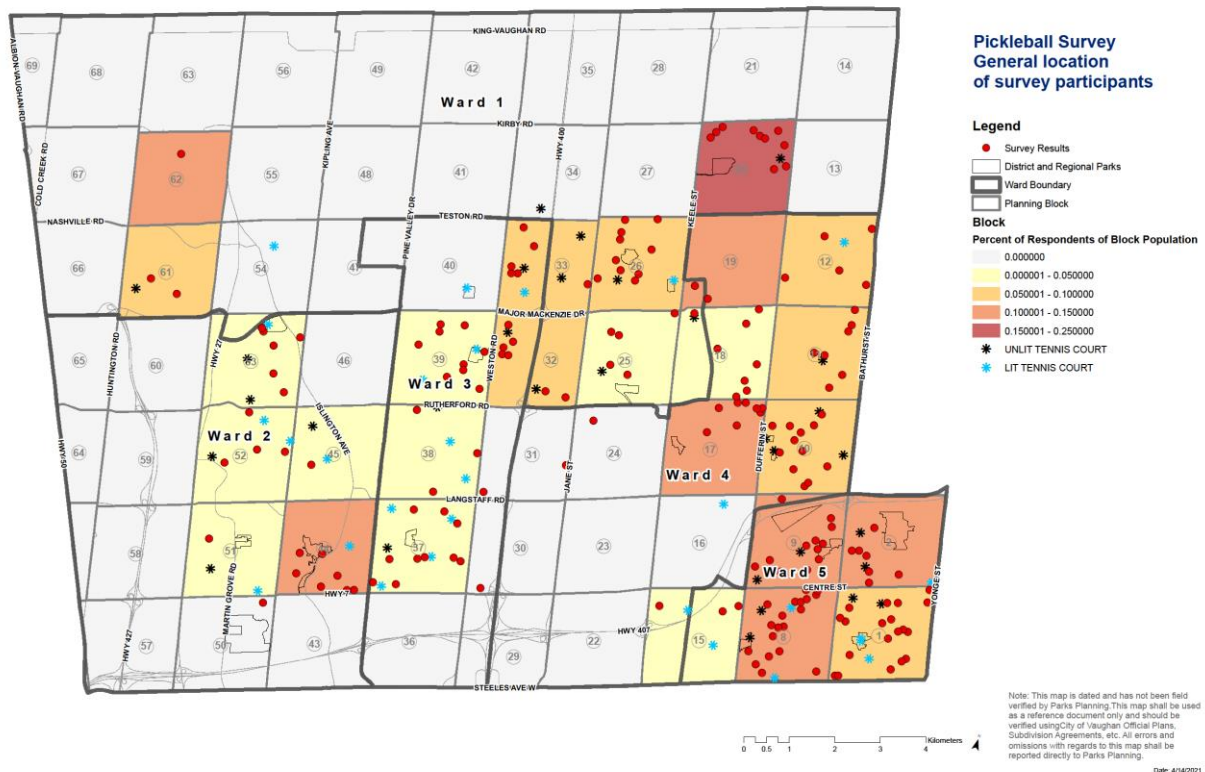 Pickleball Survey
General location
of survey participants
Legend
Survey Results
District and Regional Parks
Ward Boundary
Planning Block
Block
Percent of Respondents of Block Population
0.000000
0.000001 - 0.050000
0.050001 - 0.100000
0.100001 - 0.150000
0.150001 - 0.250000
UNLIT TENNIS COURT
LIT TENNIS COURT
KING-VAUGHAN RD
ALBION-VAUGHAN RD
69
68
63
56
49
42
35
28
21
14
Ward 1
KIRBY RD
COLD CREEK RD
KIPLING AVE
HWY 400
67
62
55
48
41
34
27
13
NASHVILLE RD
PINE VALLEY DR
TESTON RD
KEELE ST
66
61
54
47
40
33
26
19
12
MAJOR MACKENZIE DR
HUNTINGTON RD
HWY 27
WESTON RD
BATHURST ST
65
60
46
39
32
25
18
Ward 3
RUTHERFORD RD
HWY 50
ISLINGTON AVE
DUFFERIN ST
Ward 2
64
59
52
45
38
31
24
17
JANE ST
Ward 4
LANGSTAFF RD
58
51
37
30
23
16
9
2
MARTIN GROVE RD
Ward 5
CENTRE ST
YONGE ST
HWY 7
HWY 427
57
50
43
36
29
22
15
8
1
HWY 407
STEELES AVE W
0 0.5 1 2 3 4
Kilometers
Note: This map is dated and has not been field
verified by Parks Planning.This map shall be used
as a reference document only and should be
verified usingCity of Vaughan Official Plans,
Subdivision Agreements, etc. All errors and
omissions with regards to this map shall be
reported directly to Parks Planning.
Date: 4/14/2021